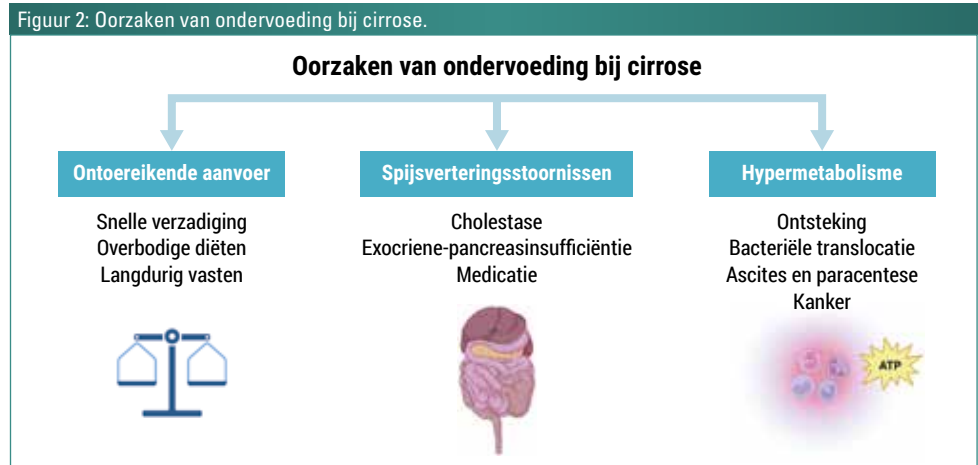 Figuur 2: Oorzaken van ondervoeding bij cirrose.
Oorzaken van ondervoeding bij cirrose
Ontoereikende aanvoer
Snelle verzadiging
Overbodige diëten
Langdurig vasten
Spijsverteringsstoornissen
Cholestase
Exocriene-pancreasinsufficiëntie
Medicatie
Hypermetabolisme
Ontsteking
Bacteriële translocatie
Ascites en paracentese
Kanker
ATP